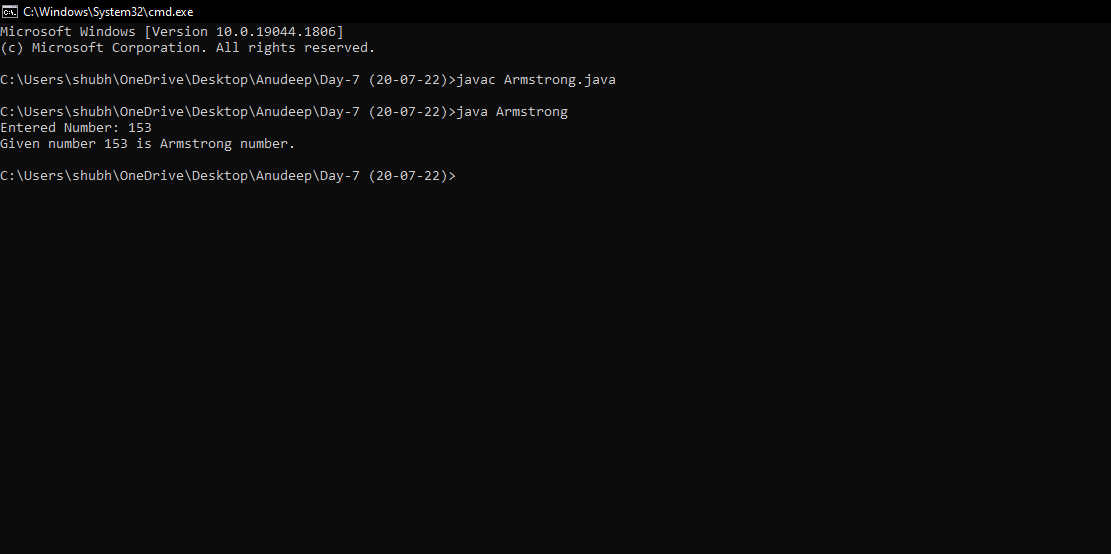 C:\Windows\System32\cmd.exe
Microsoft Windows [Version 10.0.19044.1806]
(c) Microsoft Corporation. All rights reserved.
C:\Users\shubh\OneDrive\Desktop\Anudeep\Day-7 (20-07-22)>javac Armstrong.java
C:\Users\shubh\OneDrive\Desktop\Anudeep\Day-7 (20-07-22)>java Armstrong
Entered Number: 153
Given number 153 is Armstrong number.
C:\Users\shubh\OneDrive\Desktop\Anudeep\Day-7 (20-07-22)>